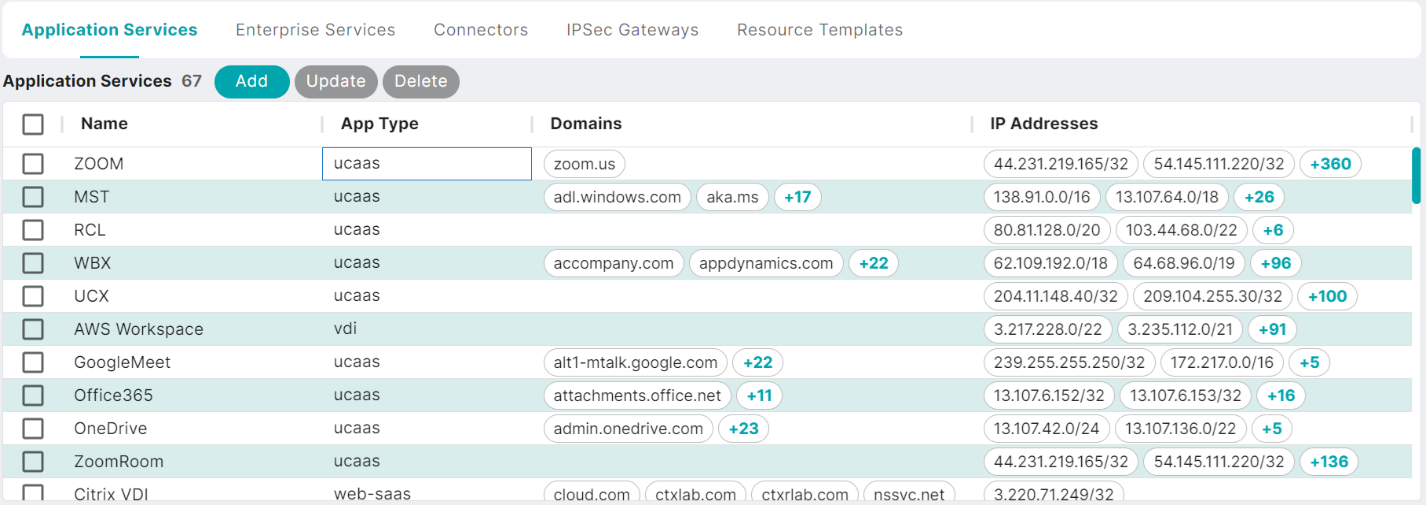 Application Services Enterprise Services Connectors IPSec Gateways Resource Templates
Application Services 67 Add Update Delete
Name App Type Domains IP Addresses
ZOOM ucaas zoom.us 44.231.219.165/32 54.145.111.220/32 +360
MST ucaas adl.windows.com aka.ms +17 138.91.0.0/16 13.107.64.0/18 +26
RCL ucaas 80.81.128.0/20 103.44.68.0/22 +6
WBX ucaas accompany.com appdynamics.com +22 62.109.192.0/18 64.68.96.0/19 +96
UCX ucaas 204.11.148.40/32 209.104.255.30/32 +100
AWS Workspace vdi 3.217.228.0/22 3.235.112.0/21 +91
GoogleMeet ucaas alt1-mtalk.google.com +22 239.255.255.250/32 172.217.0.0/16 +5
Office365 ucaas attachments.office.net +11 13.107.6.152/32 13.107.6.153/32 +16
OneDrive ucaas admin.onedrive.com +23 13.107.42.0/24 13.107.136.0/22 +5
ZoomRoom ucaas 44.231.219.165/32 54.145.111.220/32 +136
Citrix VDI web-saas cloud.com ctxlab.com ctxrlab.com nssvc.net 3.220.71.249/32